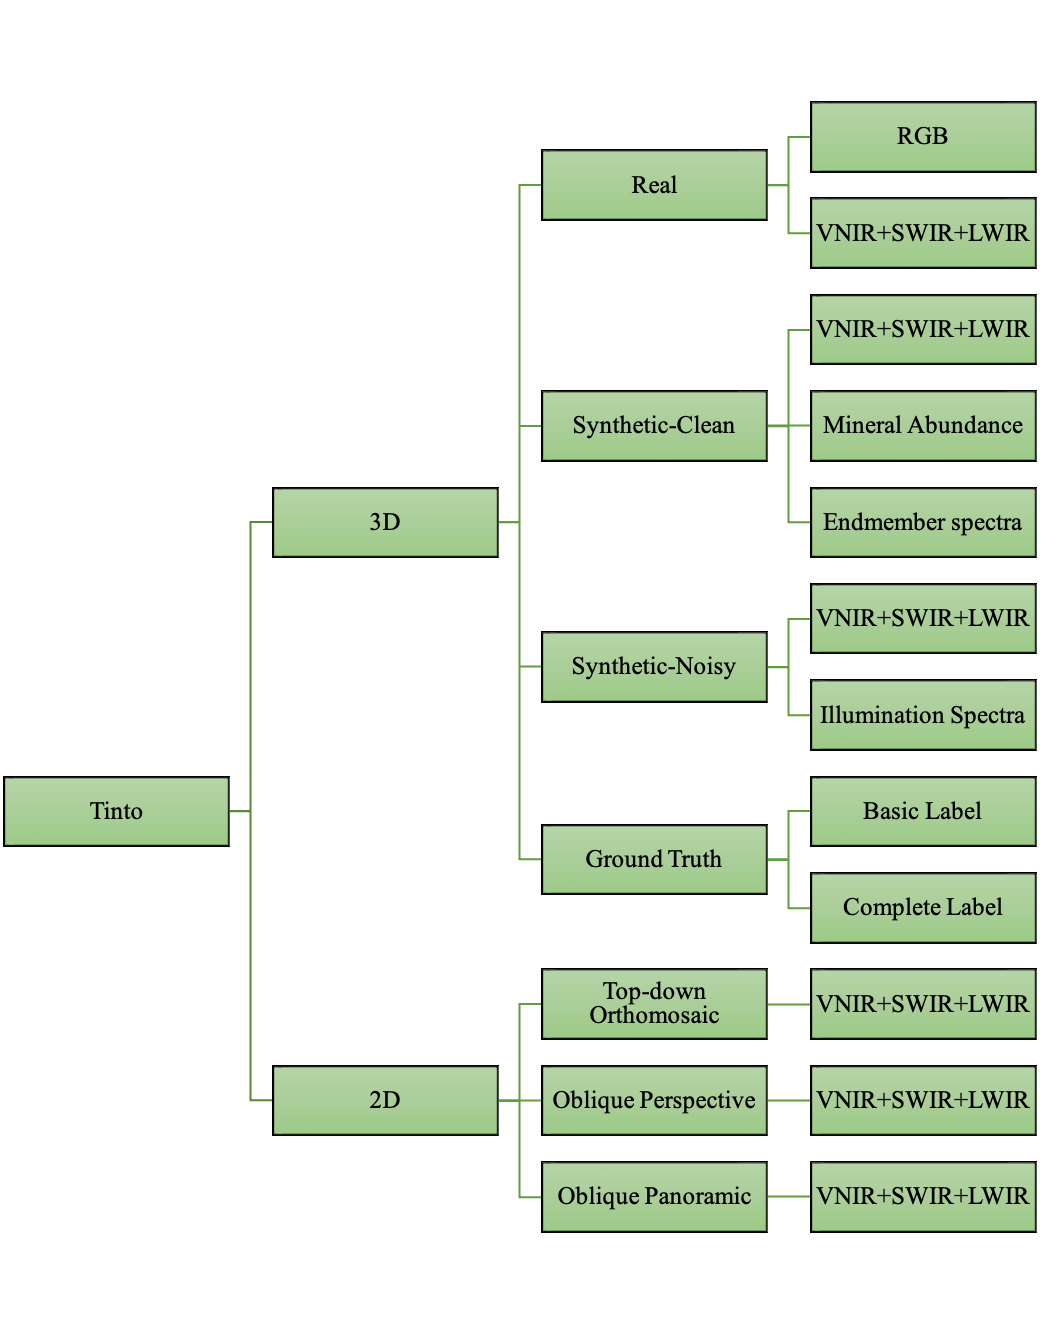 Tinto
3D
Real
RGB
VNIR+SWIR+LWIR
Synthetic-Clean
VNIR+SWIR+LWIR
Mineral Abundance
Endmember spectra
Synthetic-Noisy
VNIR+SWIR+LWIR
Illumination Spectra
Ground Truth
Basic Label
Complete Label
2D
Top-down
Orthomosaic
VNIR+SWIR+LWIR
Oblique Perspective
VNIR+SWIR+LWIR
Oblique Panoramic
VNIR+SWIR+LWIR